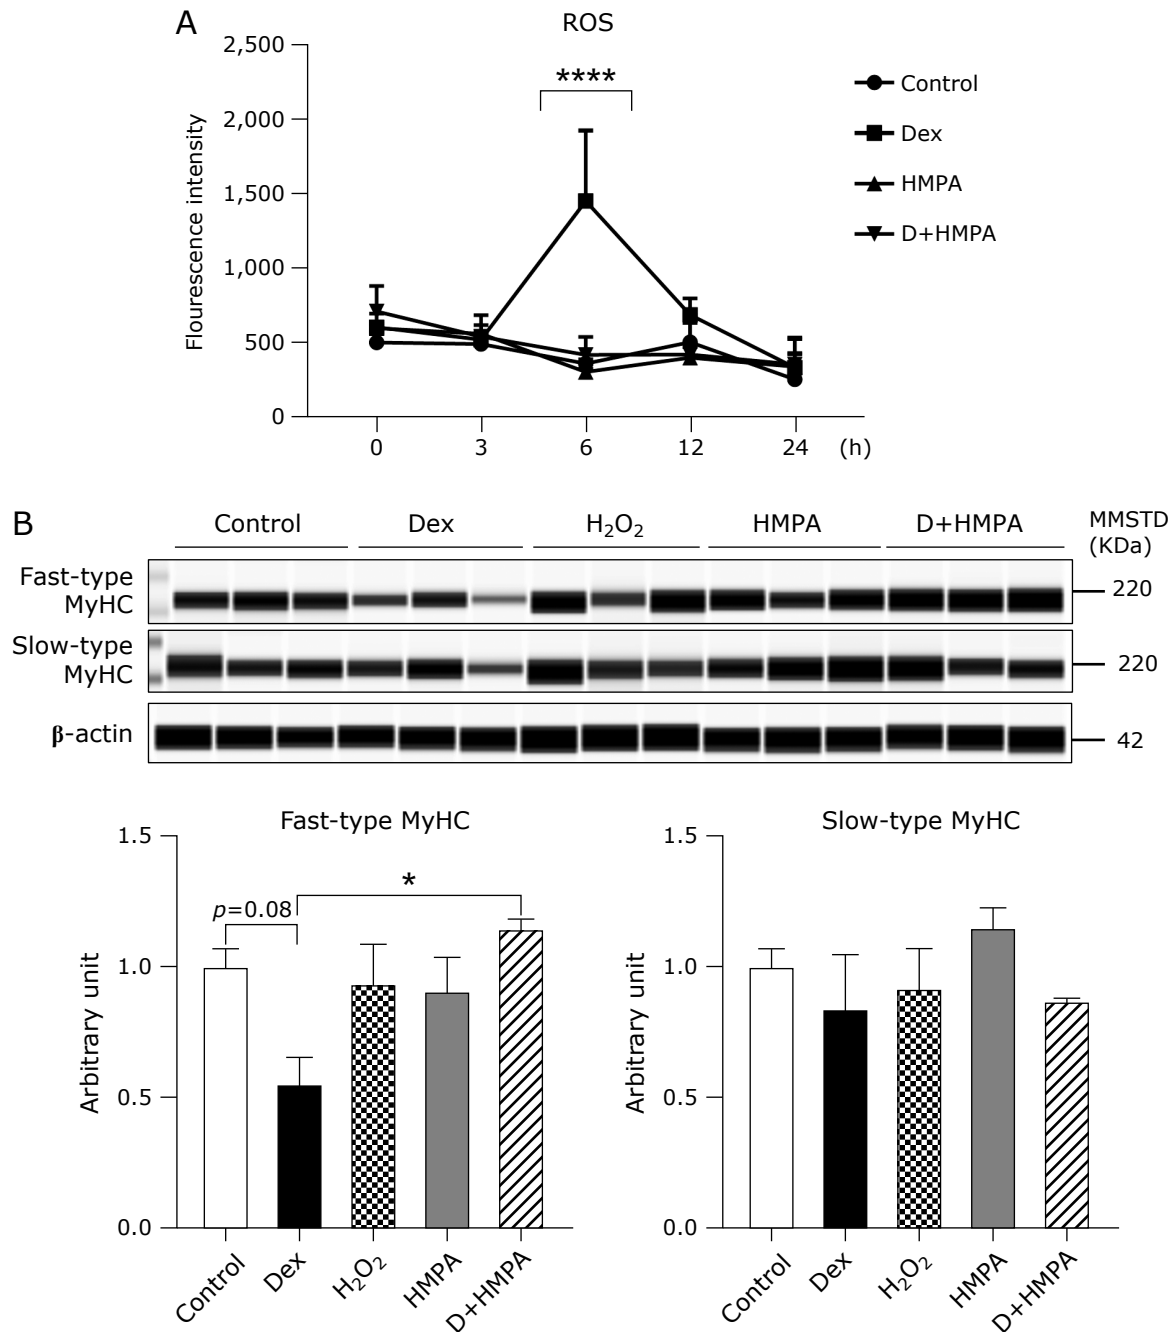 A
ROS
2,500
2,000
1,500
1,000
500
0
Flourescence intensity
****
0 3 6 12 24 (h)
Control
Dex
HMPA
D+HMPA
B
Control Dex H₂O₂ HMPA D+HMPA
MMSTD
(KDa)
Fast-type
MyHC
220
Slow-type
MyHC
220
β-actin
42
Fast-type MyHC
1.5
1.0
0.5
0.0
Arbitrary unit
p=0.08
*
Control Dex H₂O₂ HMPA D+HMPA
Slow-type MyHC
1.5
1.0
0.5
0.0
Arbitrary unit
Control Dex H₂O₂ HMPA D+HMPA